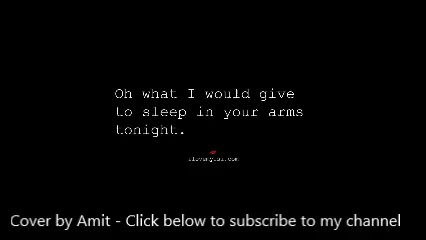 Oh what I would give
to sleep in your arms
tonight.
Cover by Amit - Click below to subscribe to my channel